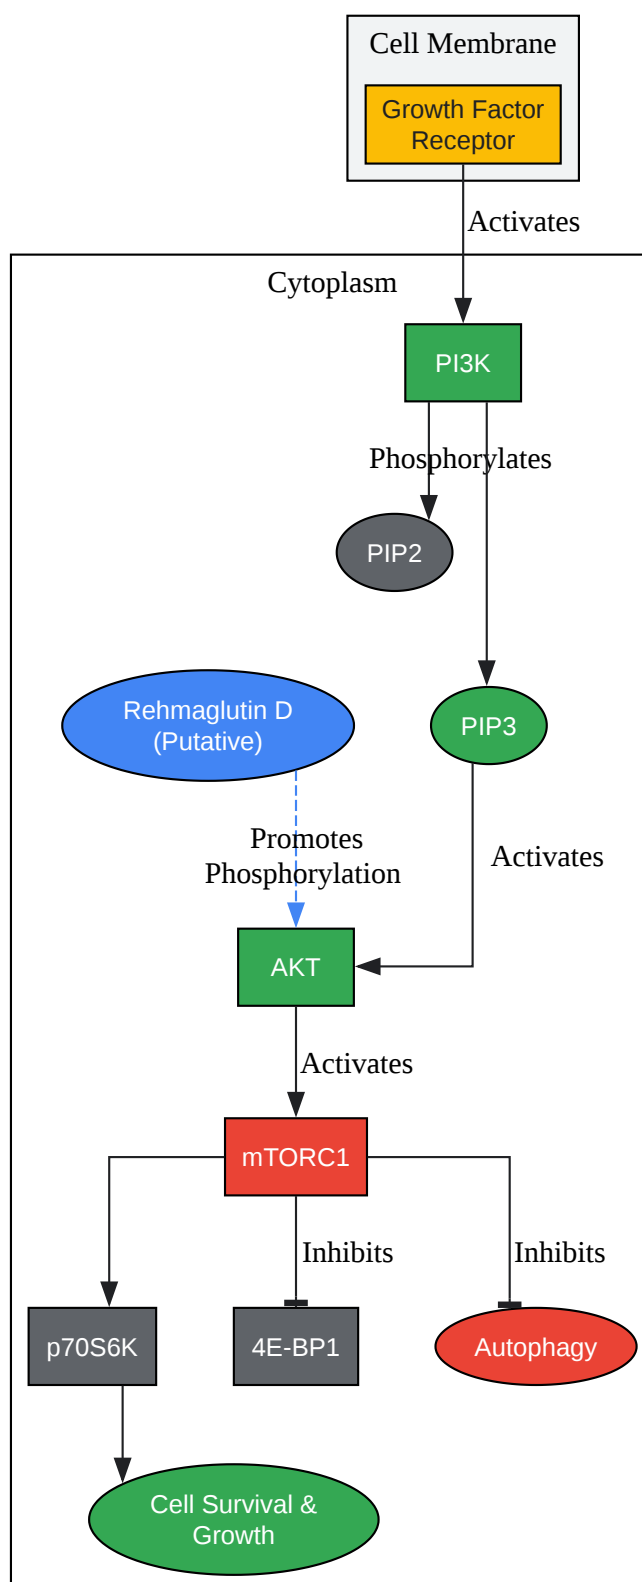 Cell Membrane
Growth Factor
Receptor
Activates
Cytoplasm
PI3K
Phosphorylates
PIP2
Rehmaglutin D
(Putative)
PIP3
Promotes
Phosphorylation
Activates
AKT
Activates
mTORC1
Inhibits
Inhibits
p70S6K
4E-BP1
Autophagy
Cell Survival &
Growth